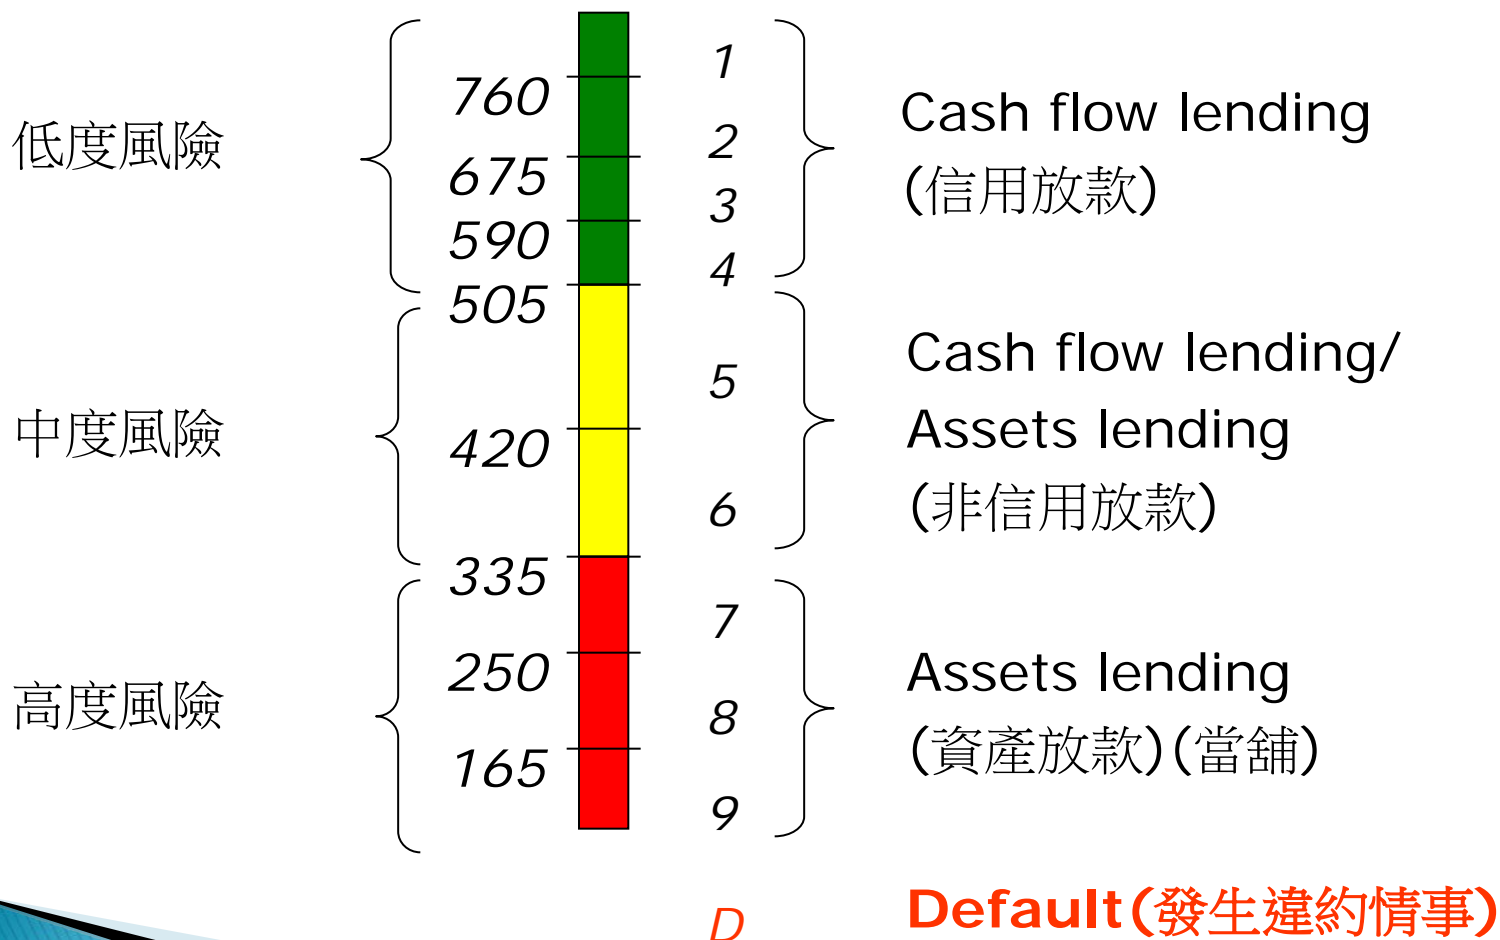 低度風險
760
675
590
505
1
2
3
4
Cash flow lending
(信用放款)
中度風險
420
335
5
6
Cash flow lending/
Assets lending
(非信用放款)
高度風險
250
165
7
8
9
Assets lending
(資產放款)(當舖)
D
Default(發生違約情事)